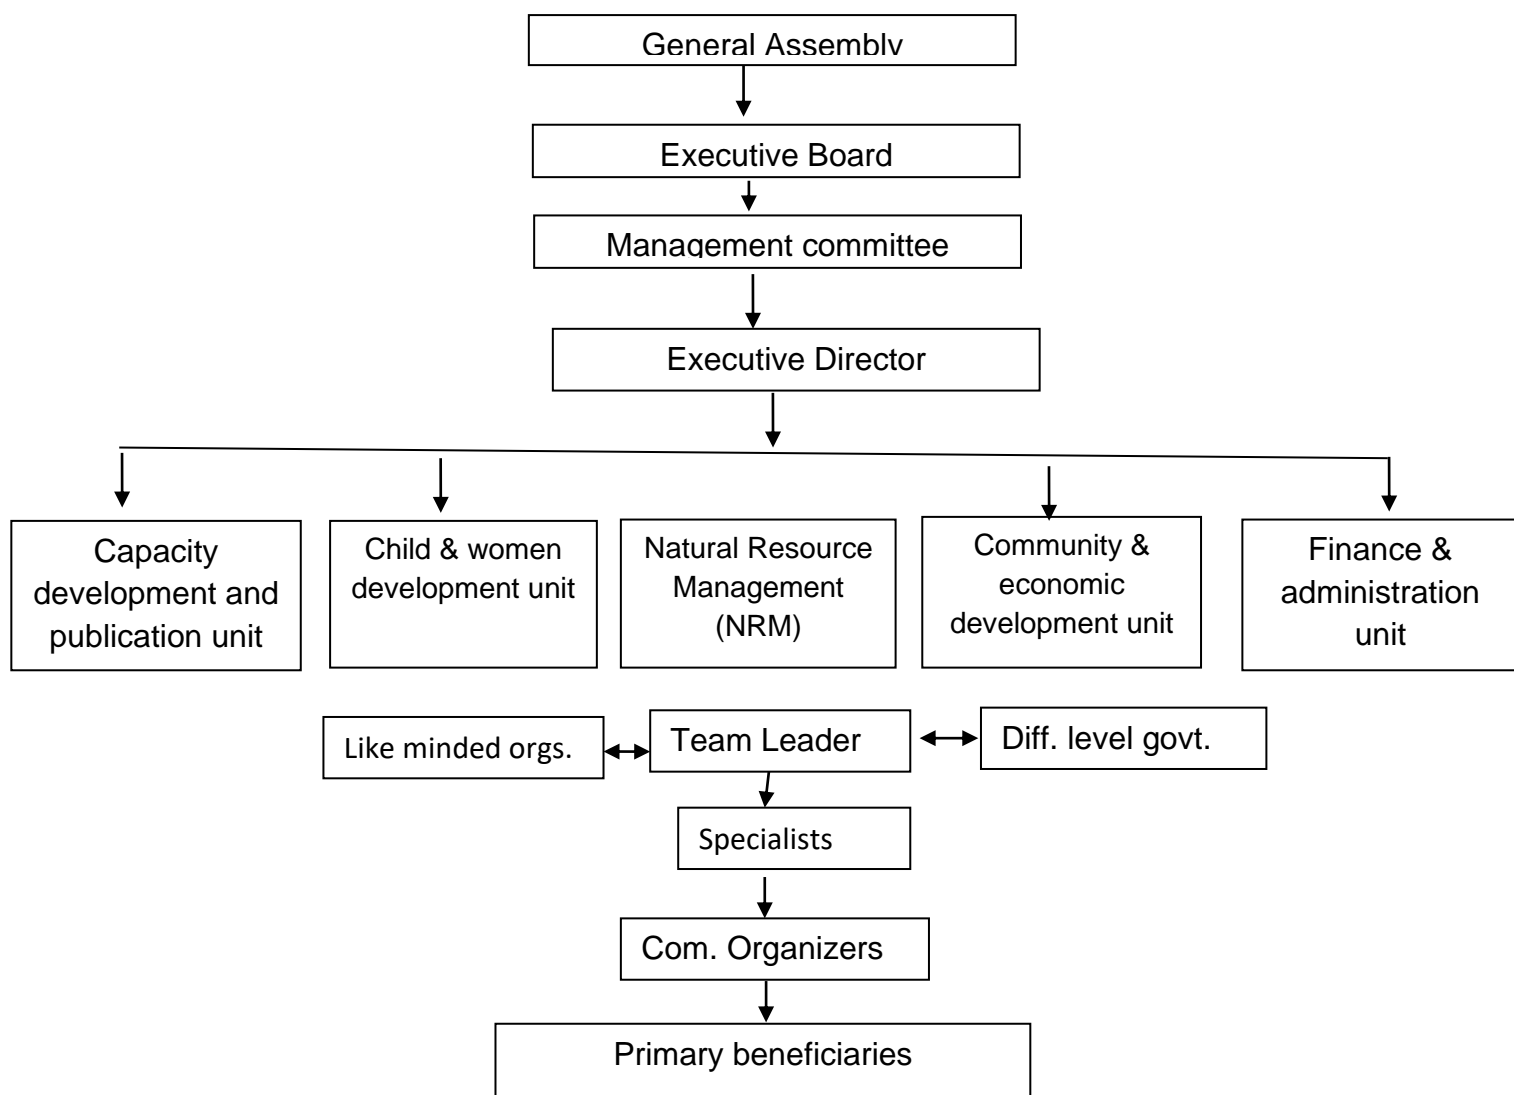 General Assembly
Executive Board
Management committee
Executive Director
Capacity
development and
publication unit
Child & women
development unit
Natural Resource
Management
(NRM)
Community &
economic
development unit
Finance &
administration
unit
Like minded orgs.
Team Leader
Diff. level govt.
Specialists
Com. Organizers
Primary beneficiaries